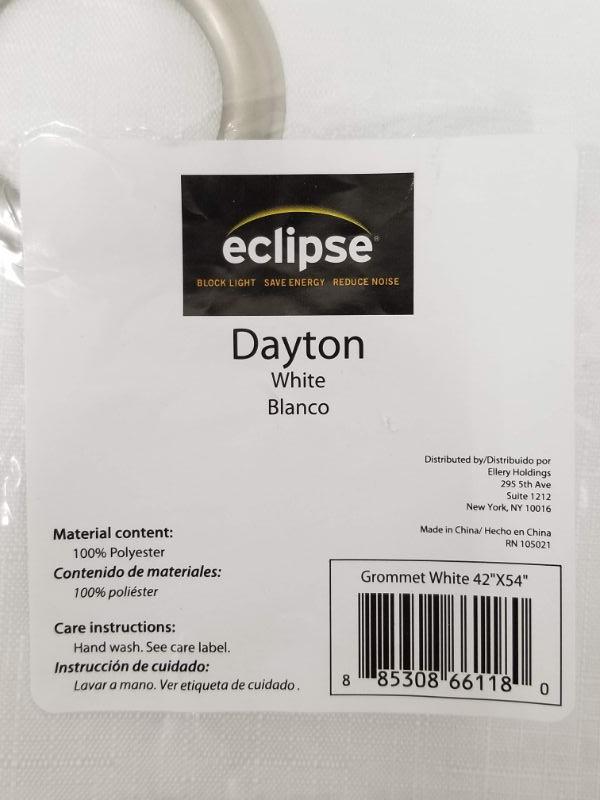 eclipse®
BLOCK LIGHT SAVE ENERGY REDUCE NOISE
Dayton
White
Blanco
Distributed by/Distribuido por
Ellery Holdings
295 5th Ave
Suite 1212
New York, NY 10016
Made in China/ Hecho en China
RN 105021
Material content:
100% Polyester
Contenido de materiales:
100% poliéster
Care instructions:
Hand wash. See care label.
Instrucción de cuidado:
Lavar a mano. Ver etiqueta de cuidado.
Grommet White 42"X54"
8 85308 66118 0